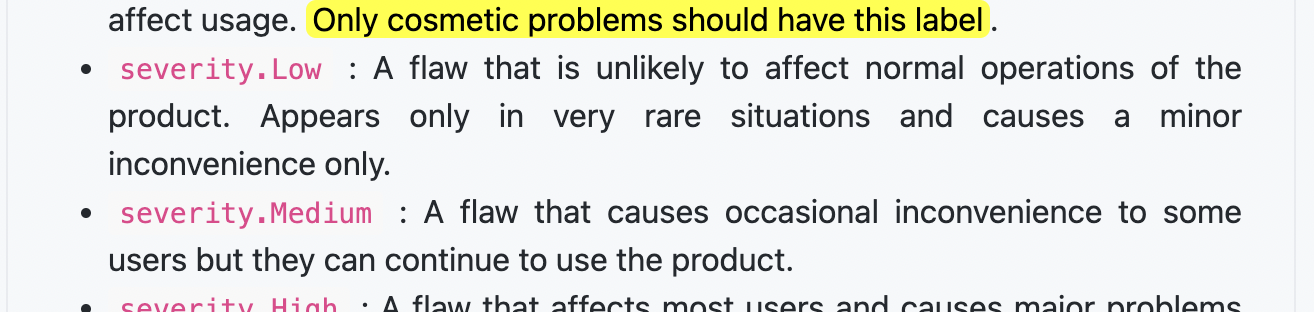 affect usage. Only cosmetic problems should have this label.
• severity.Low : A flaw that is unlikely to affect normal operations of the
product. Appears only in very rare situations and causes a minor
inconvenience only.
• severity.Medium : A flaw that causes occasional inconvenience to some
users but they can continue to use the product.
• severity.High : A flaw that affects most users and causes major problems